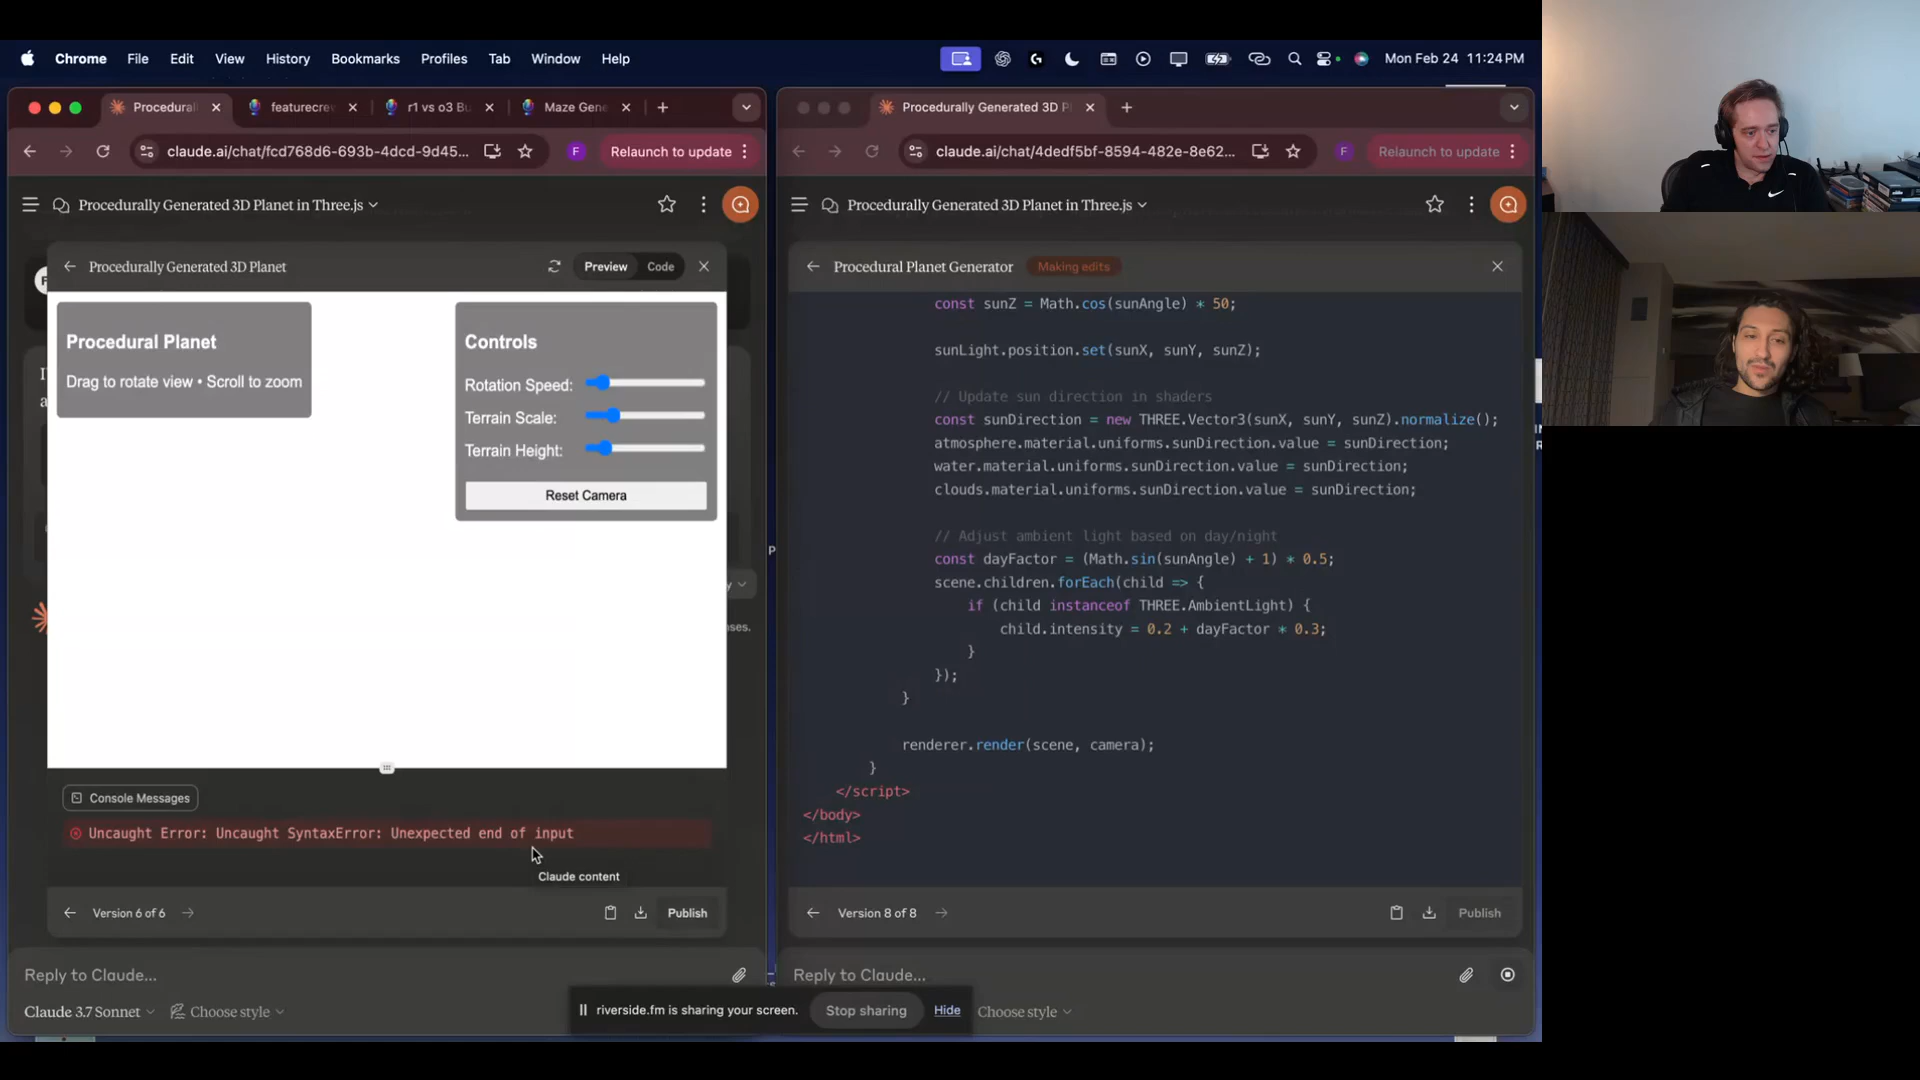 Chrome File Edit View History Bookmarks Profiles Tab Window Help Mon Feb 24 11:24 PM
Procedural featurecre r1 vs o3 Bu Maze Gene
claude.ai/chat/fcd768d6-693b-4dcd-9d45... F Relaunch to update
Procedurally Generated 3D Planet in Three.js
Procedurally Generated 3D Planet Preview Code
Procedural Planet
Drag to rotate view • Scroll to zoom
Controls
Rotation Speed:
Terrain Scale:
Terrain Height:
Reset Camera
Console Messages
Uncaught Error: Uncaught SyntaxError: Unexpected end of input
Claude content
Version 6 of 6 Publish
Reply to Claude...
Claude 3.7 Sonnet Choose style
Procedurally Generated 3D P
claude.ai/chat/4dedf5bf-8594-482e-8e62... F Relaunch to update
Procedurally Generated 3D Planet in Three.js
Procedural Planet Generator Making edits
const sunZ = Math.cos(sunAngle) * 50;
sunLight.position.set(sunX, sunY, sunZ);
// Update sun direction in shaders
const sunDirection = new THREE.Vector3(sunX, sunY, sunZ).normalize();
atmosphere.material.uniforms.sunDirection.value = sunDirection;
water.material.uniforms.sunDirection.value = sunDirection;
clouds.material.uniforms.sunDirection.value = sunDirection;
// Adjust ambient light based on day/night
const dayFactor = (Math.sin(sunAngle) + 1) * 0.5;
scene.children.forEach(child => {
if (child instanceof THREE.AmbientLight) {
child.intensity = 0.2 + dayFactor * 0.3;
}
});
}
renderer.render(scene, camera);
}
</script>
</body>
</html>
Version 8 of 8 Publish
Reply to Claude...
Choose style
riverside.fm is sharing your screen. Stop sharing Hide